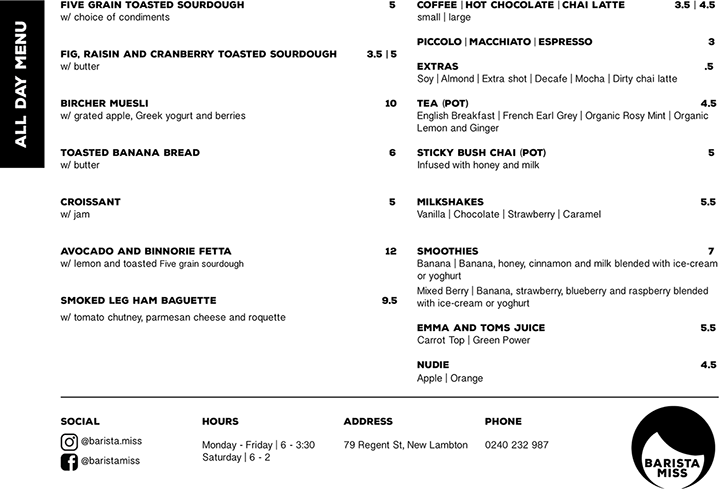 ALL DAY MENU
FIVE GRAIN TOASTED SOURDOUGH 5
w/ choice of condiments
FIG, RAISIN AND CRANBERRY TOASTED SOURDOUGH 3.5 | 5
w/ butter
BIRCHER MUESLI 10
w/ grated apple, Greek yogurt and berries
TOASTED BANANA BREAD 6
w/ butter
CROISSANT 5
w/ jam
AVOCADO AND BINNORIE FETTA 12
w/ lemon and toasted Five grain sourdough
SMOKED LEG HAM BAGUETTE 9.5
w/ tomato chutney, parmesan cheese and roquette
COFFEE | HOT CHOCOLATE | CHAI LATTE 3.5 | 4.5
small | large
PICCOLO | MACCHIATO | ESPRESSO 3
EXTRAS .5
Soy | Almond | Extra shot | Decafe | Mocha | Dirty chai latte
TEA (POT) 4.5
English Breakfast | French Earl Grey | Organic Rosy Mint | Organic
Lemon and Ginger
STICKY BUSH CHAI (POT) 5
Infused with honey and milk
MILKSHAKES 5.5
Vanilla | Chocolate | Strawberry | Caramel
SMOOTHIES 7
Banana | Banana, honey, cinnamon and milk blended with ice-cream
or yoghurt
Mixed Berry | Banana, strawberry, blueberry and raspberry blended
with ice-cream or yoghurt
EMMA AND TOMS JUICE 5.5
Carrot Top | Green Power
NUDIE 4.5
Apple | Orange
SOCIAL
@barista.miss
@baristamiss
HOURS
Monday - Friday | 6 - 3:30
Saturday | 6 - 2
ADDRESS
79 Regent St, New Lambton
PHONE
0240 232 987
BARISTA
MISS